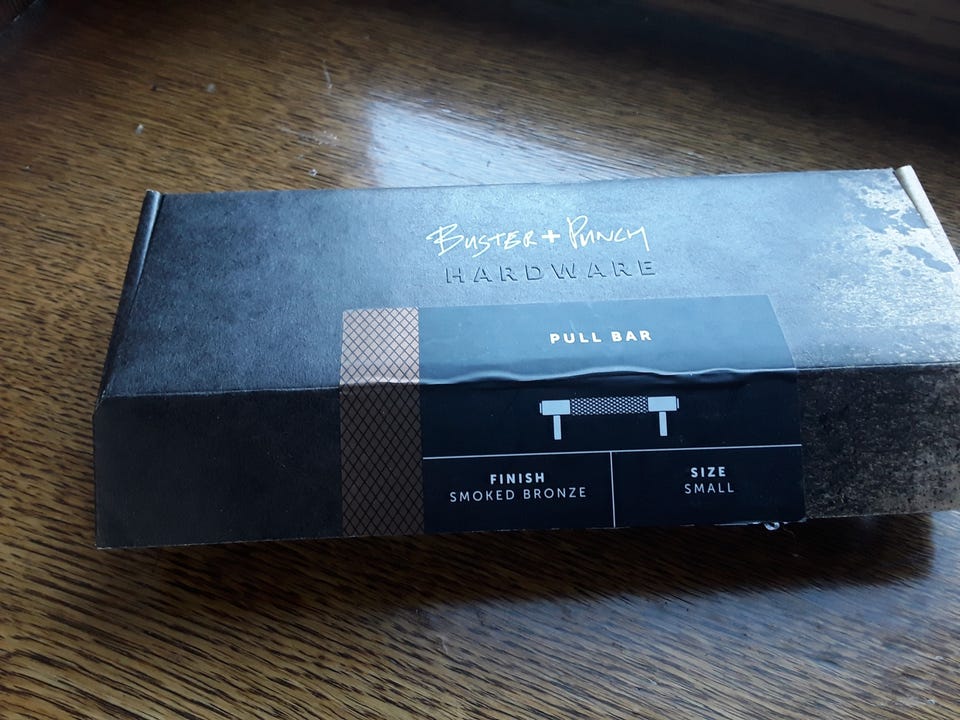 Buster + Punch
HARDWARE
PULL BAR
FINISH
SMOKED BRONZE
SIZE
SMALL